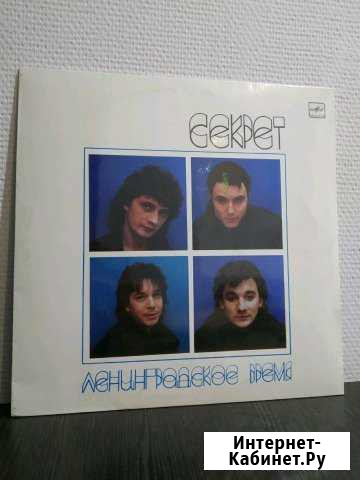 СЕКРЕТ
ЛЕНИНГРАДСКОЕ ВРЕМЯ
Интернет-
Кабинет.Ру